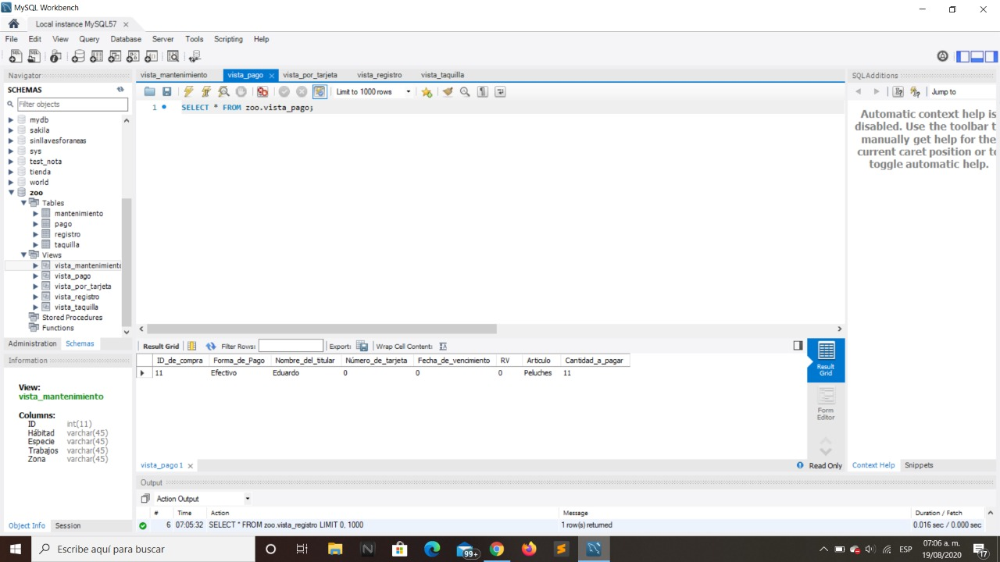 MySQL Workbench
Local instance MySQL57
File Edit View Query Database Server Tools Scripting Help
Navigator
SCHEMAS
Filter objects
mydb
sakila
sinllavesforaneas
sys
test_nota
tienda
world
zoo
Tables
mantenimiento
pago
registro
taquilla
Views
vista_mantenimiento
vista_pago
vista_por_tarjeta
vista_registro
vista_taquilla
Stored Procedures
Functions
Administration Schemas
Information
View:
vista_mantenimiento
Columns:
ID int(11)
Hábitad varchar(45)
Especie varchar(45)
Trabajos varchar(45)
Zona varchar(45)
Object Info Session
vista_mantenimiento vista_pago vista_por_tarjeta vista_registro vista_taquilla
Limit to 1000 rows
1 SELECT * FROM zoo.vista_pago;
Result Grid Filter Rows: Export: Wrap Cell Content: IA
ID_de_compra Forma_de_Pago Nombre_del_titular Número_de_tarjeta Fecha_de_vencimiento RV Articulo Cantidad_a_pagar
11 Efectivo Eduardo 0 0 0 Peluches 11
Result
Grid
Form
Editor
vista_pago 1
Read Only
Output
Action Output
# Time Action Message Duration / Fetch
6 07:05:32 SELECT * FROM zoo.vista_registro LIMIT 0, 1000 1 row(s) returned 0.016 sec / 0.000 sec
SQLAdditions
Jump to
Automatic context help is
disabled. Use the toolbar t
manually get help for the
current caret position or to
toggle automatic help.
Context Help Snippets
Escribe aquí para buscar
99+
ESP
07:06 a. m.
19/08/2020
17